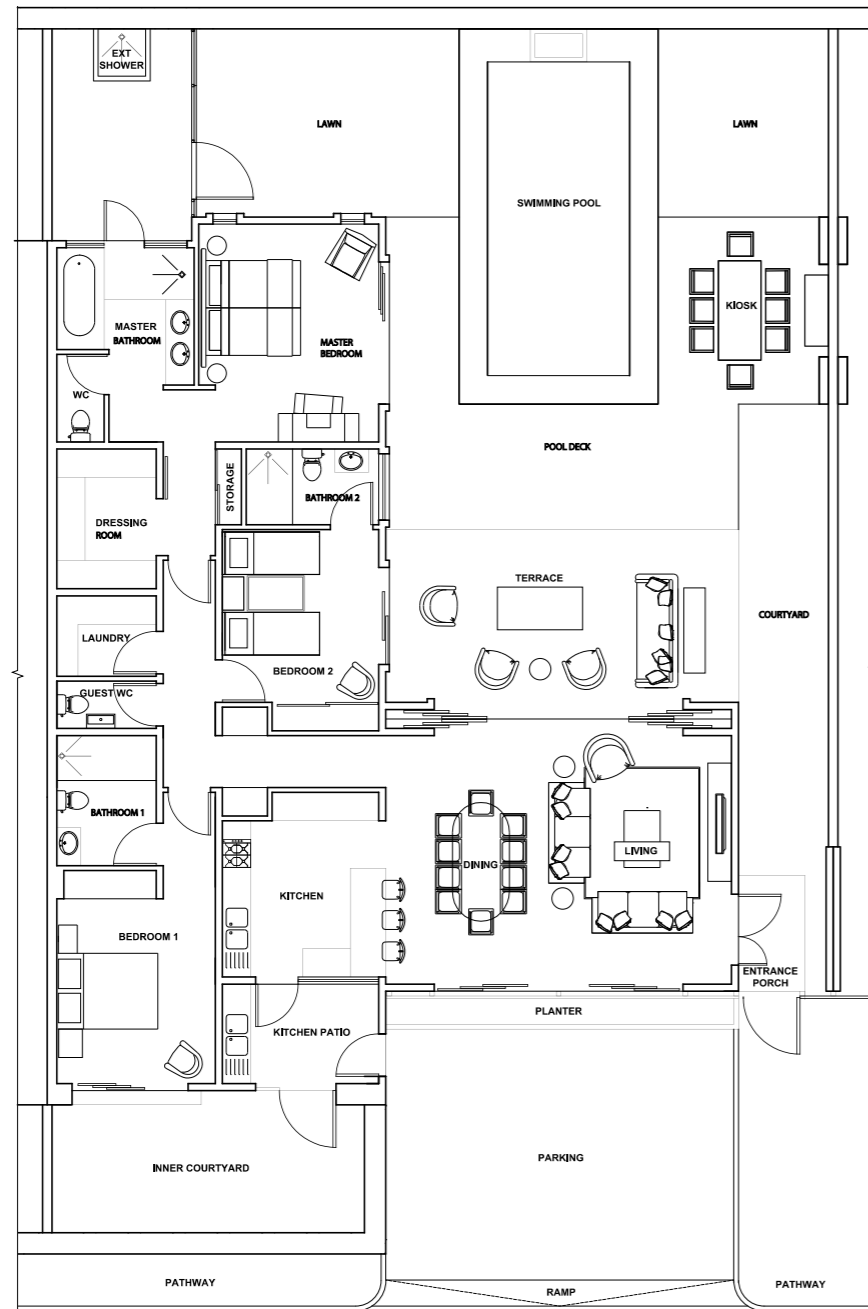 EXT
SHOWER
LAWN
LAWN
SWIMMING POOL
KIOSK
MASTER
BATHROOM
MASTER
BEDROOM
WC
POOL DECK
STORAGE
BATHROOM 2
DRESSING
ROOM
TERRACE
COURTYARD
LAUNDRY
BEDROOM 2
GUEST WC
BATHROOM 1
LIVING
DINING
KITCHEN
BEDROOM 1
ENTRANCE
PORCH
PLANTER
KITCHEN PATIO
PARKING
INNER COURTYARD
PATHWAY
RAMP
PATHWAY